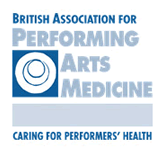 BRITISH ASSOCIATION FOR
PERFORMING
ARTS
MEDICINE
CARING FOR PERFORMERS' HEALTH